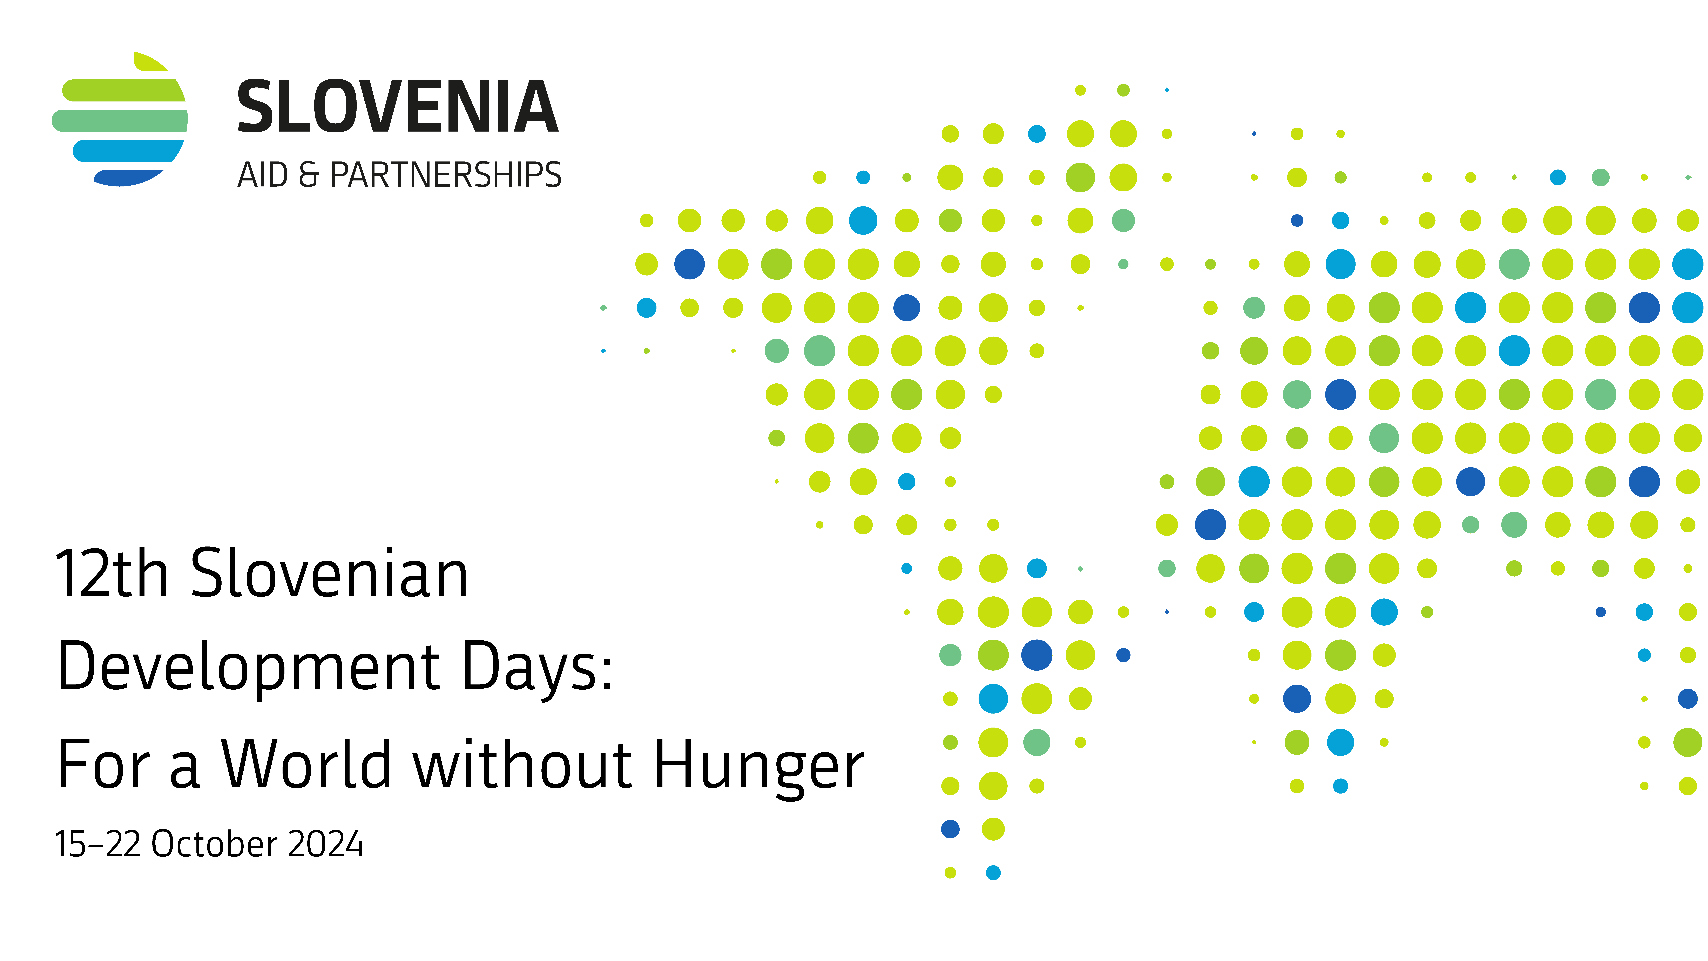 SLOVENIA
AID & PARTNERSHIPS
12th Slovenian
Development Days:
For a World without Hunger
15–22 October 2024